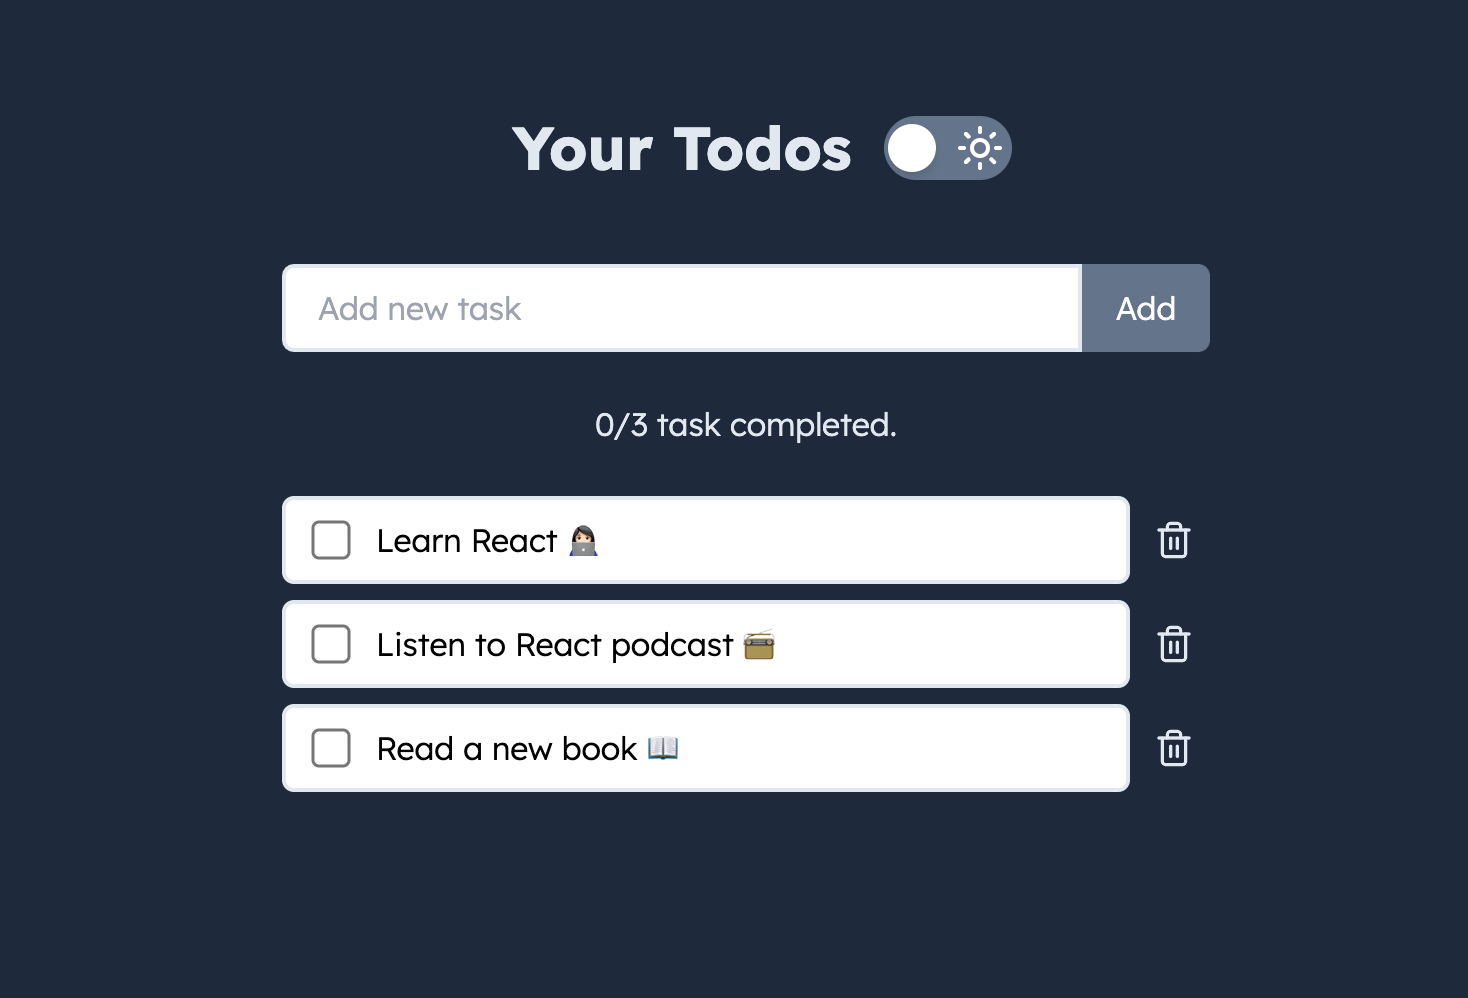 Your Todos
Add new task
Add
0/3 task completed.
Learn React 👩🏻‍💻
Listen to React podcast 📻
Read a new book 📖